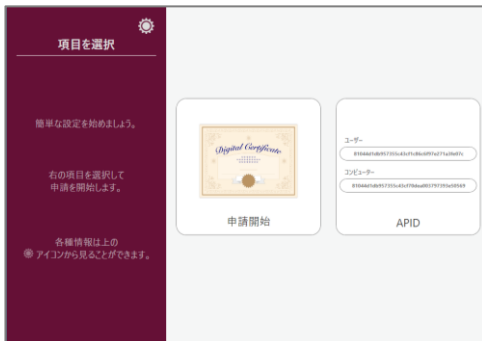 項目を選択
簡単な設定を始めましょう。
右の項目を選択して
申請を開始します。
各種情報は上の
アイコンから見ることができます。
Digital Certificate
申請開始
ユーザー
コンピューター
APID